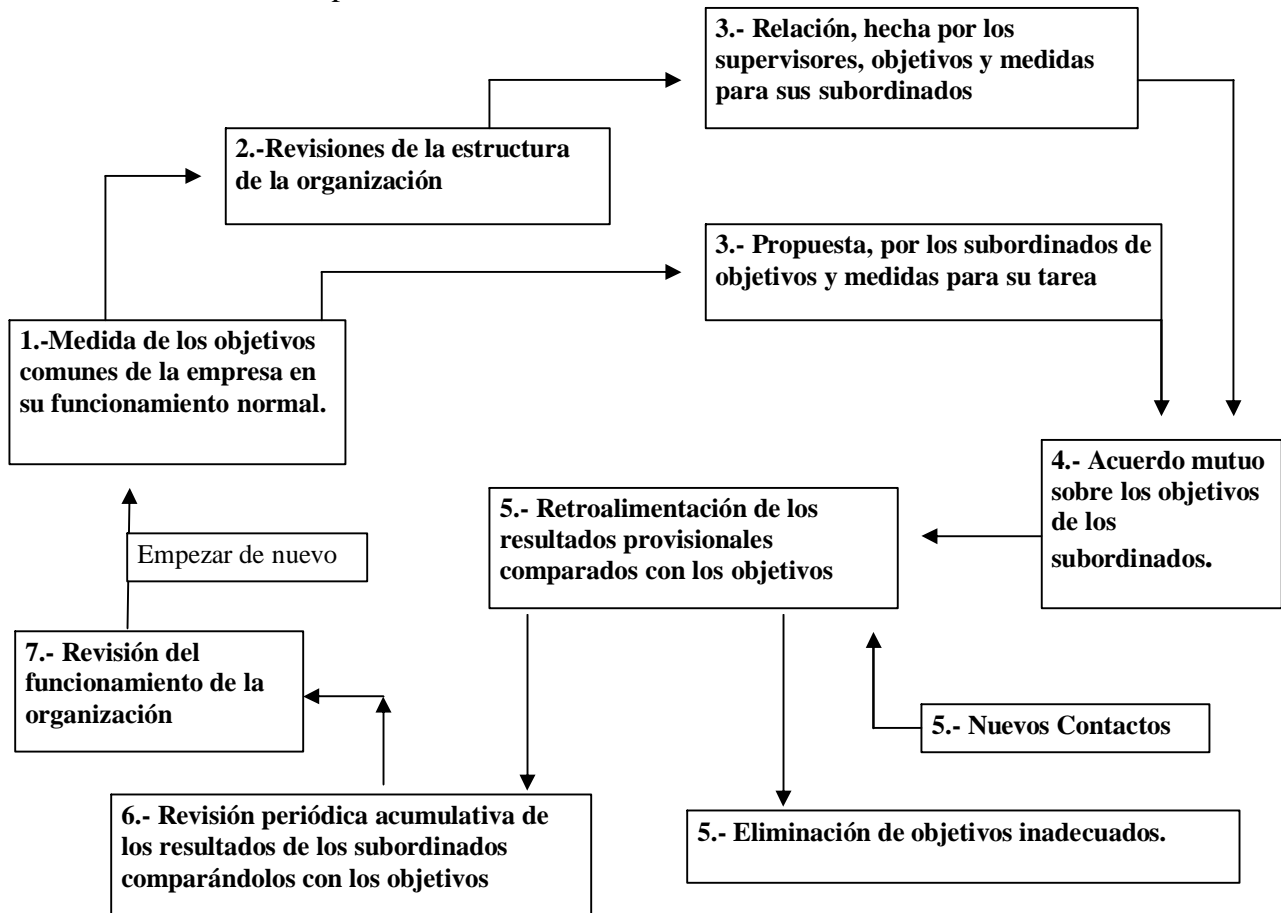 3.- Relación, hecha por los
supervisores, objetivos y medidas
para sus subordinados
2.-Revisiones de la estructura
de la organización
3.- Propuesta, por los subordinados de
objetivos y medidas para su tarea
1.-Medida de los objetivos
comunes de la empresa en
su funcionamiento normal.
4.- Acuerdo mutuo
sobre los objetivos
de los
subordinados.
5.- Retroalimentación de los
resultados provisionales
comparados con los objetivos
Empezar de nuevo
7.- Revisión del
funcionamiento de la
organización
5.- Nuevos Contactos
6.- Revisión periódica acumulativa de
los resultados de los subordinados
comparándolos con los objetivos
5.- Eliminación de objetivos inadecuados.